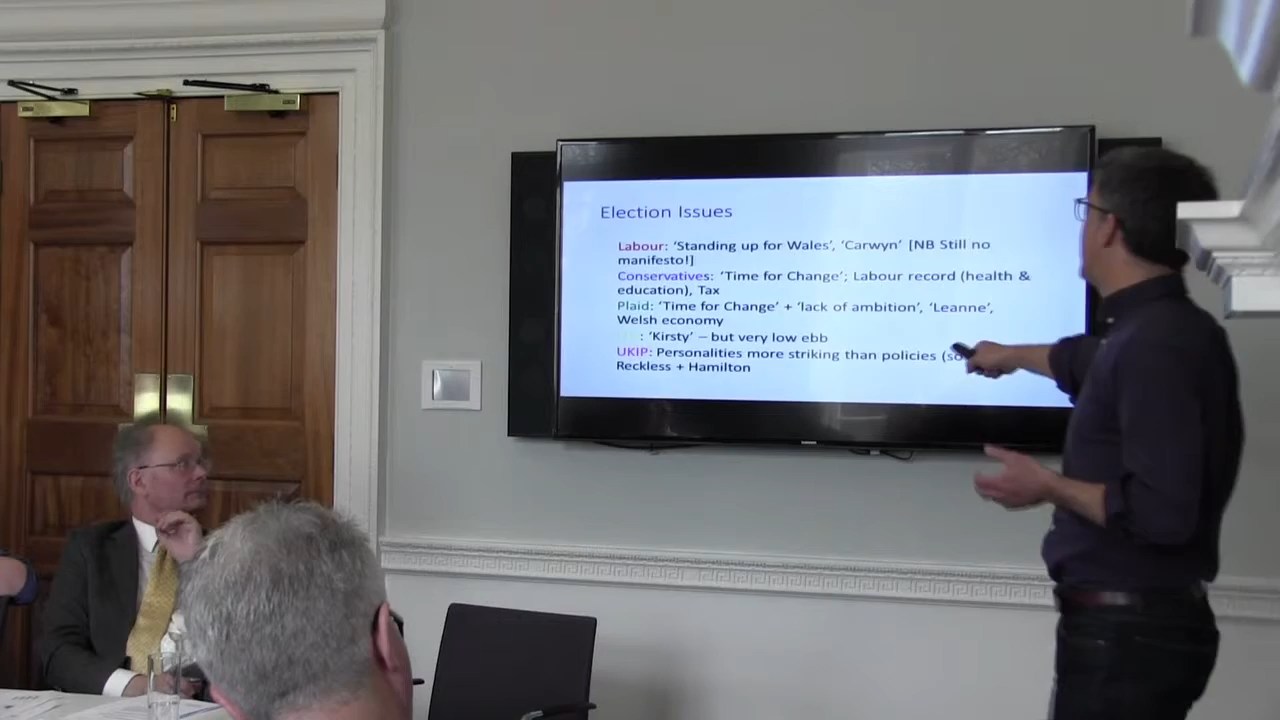 Election Issues
Labour: ‘Standing up for Wales’, ‘Carwyn’ [NB Still no
manifesto!]
Conservatives: ‘Time for Change’; Labour record (health &
education), Tax
Plaid: ‘Time for Change’ + ‘lack of ambition’, ‘Leanne’,
Welsh economy
: ‘Kirsty’ – but very low ebb
UKIP: Personalities more striking than policies
Reckless + Hamilton